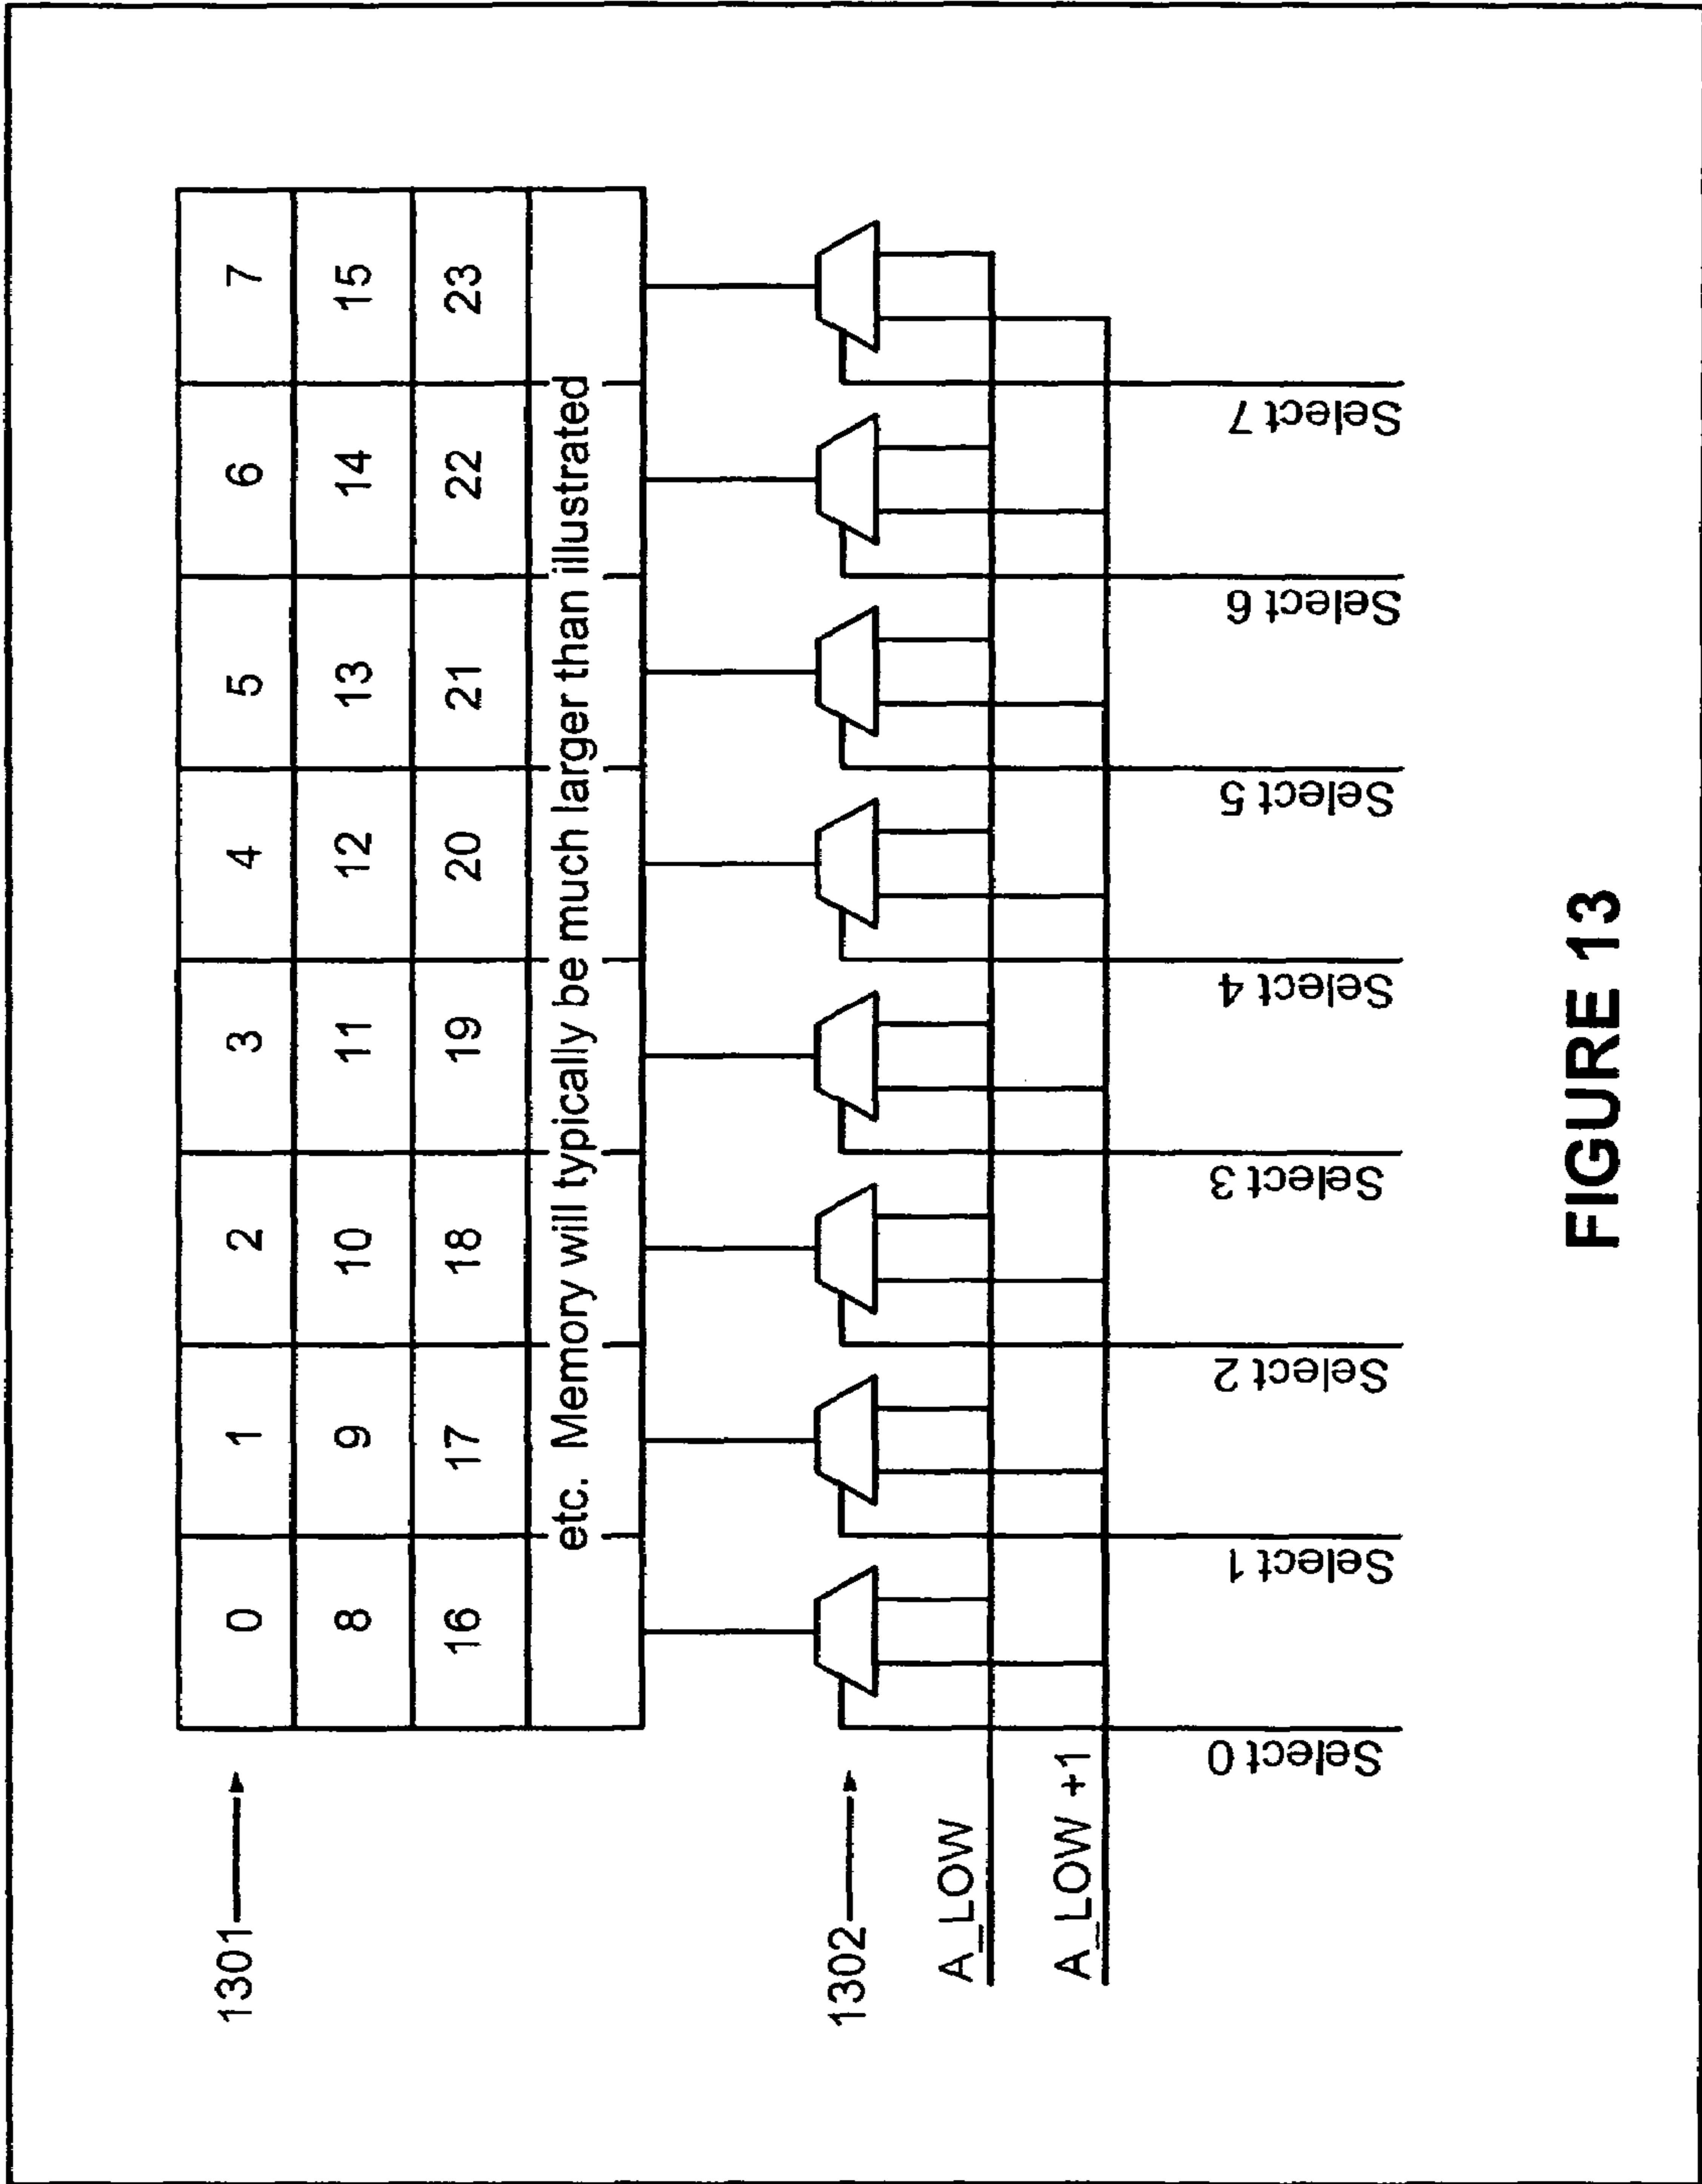 1301
0 1 2 3 4 5 6 7
8 9 10 11 12 13 14 15
16 17 18 19 20 21 22 23
etc. Memory will typically be much larger than illustrated
1302
A_LOW
A_LOW +1
Select 0
Select 1
Select 2
Select 3
Select 4
Select 5
Select 6
Select 7
FIGURE 13